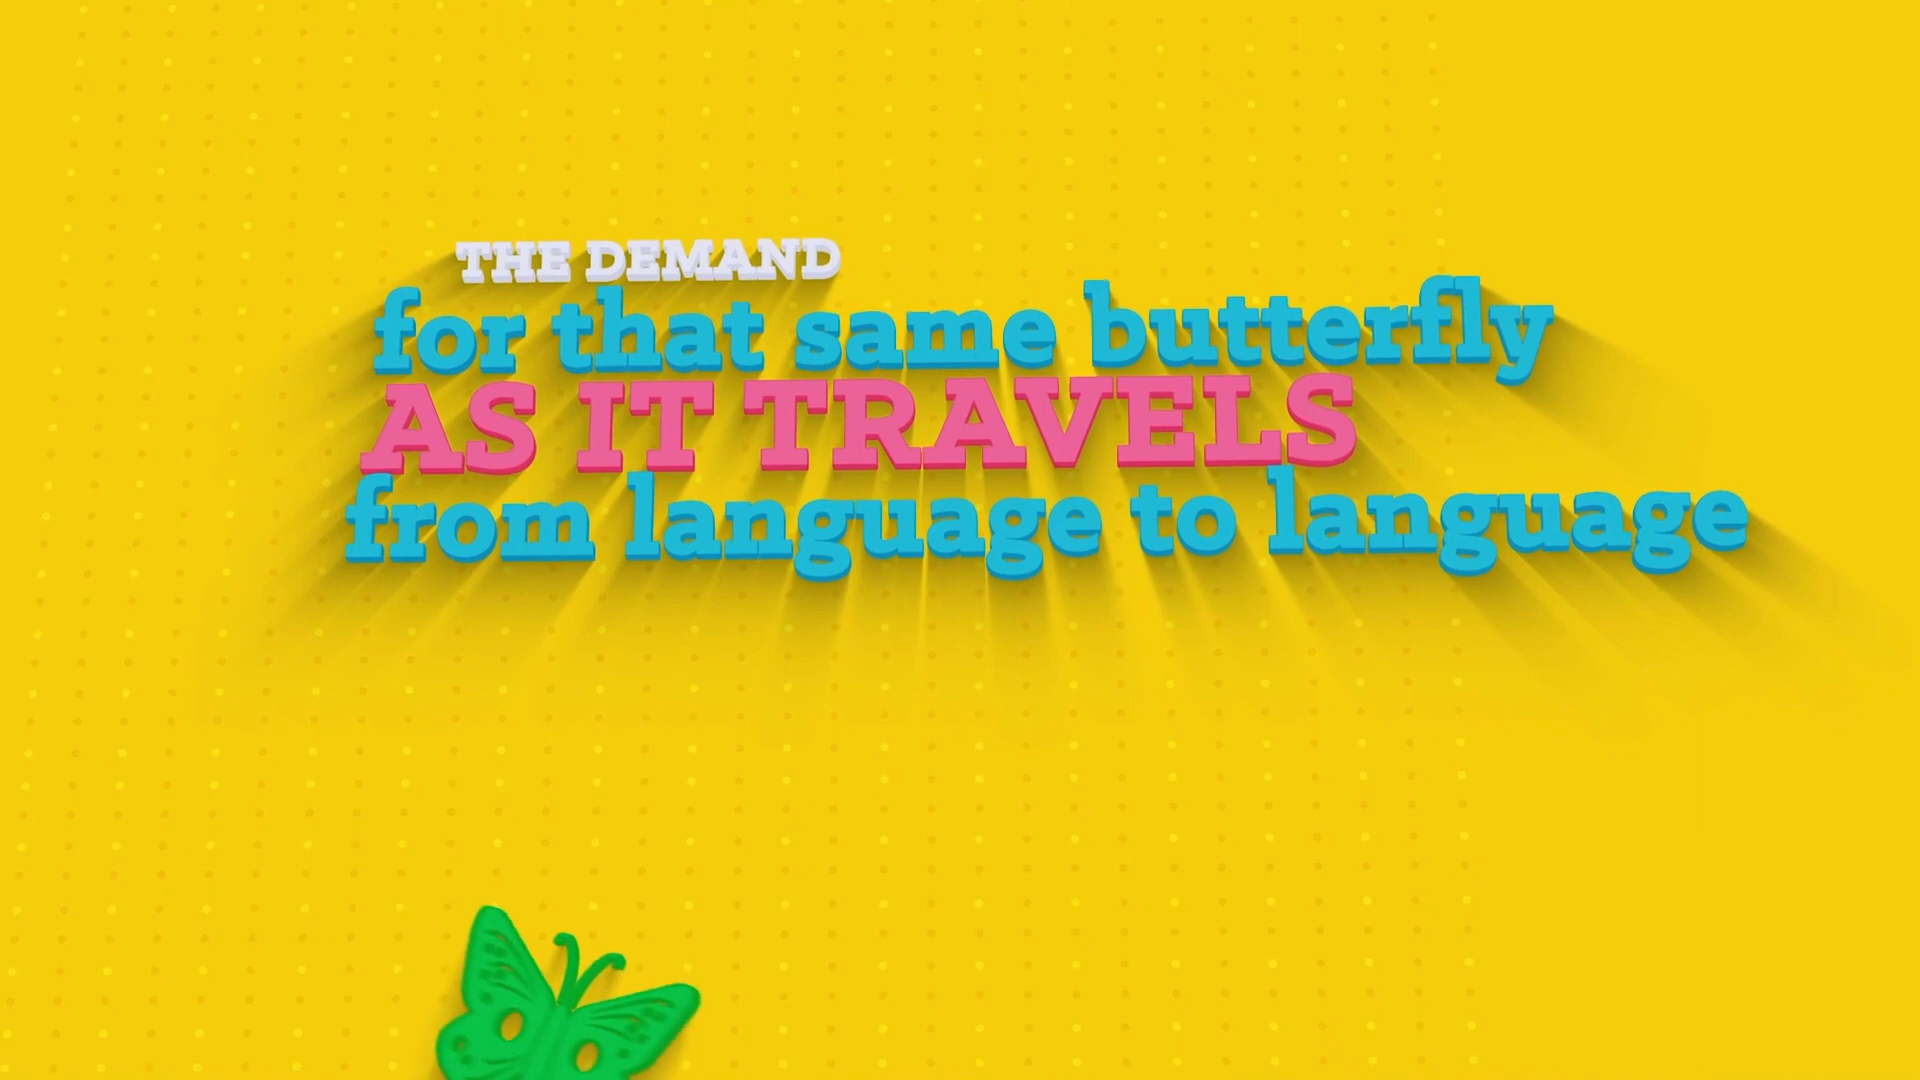 THE DEMAND
for that same butterfly
AS IT TRAVELS
from language to language